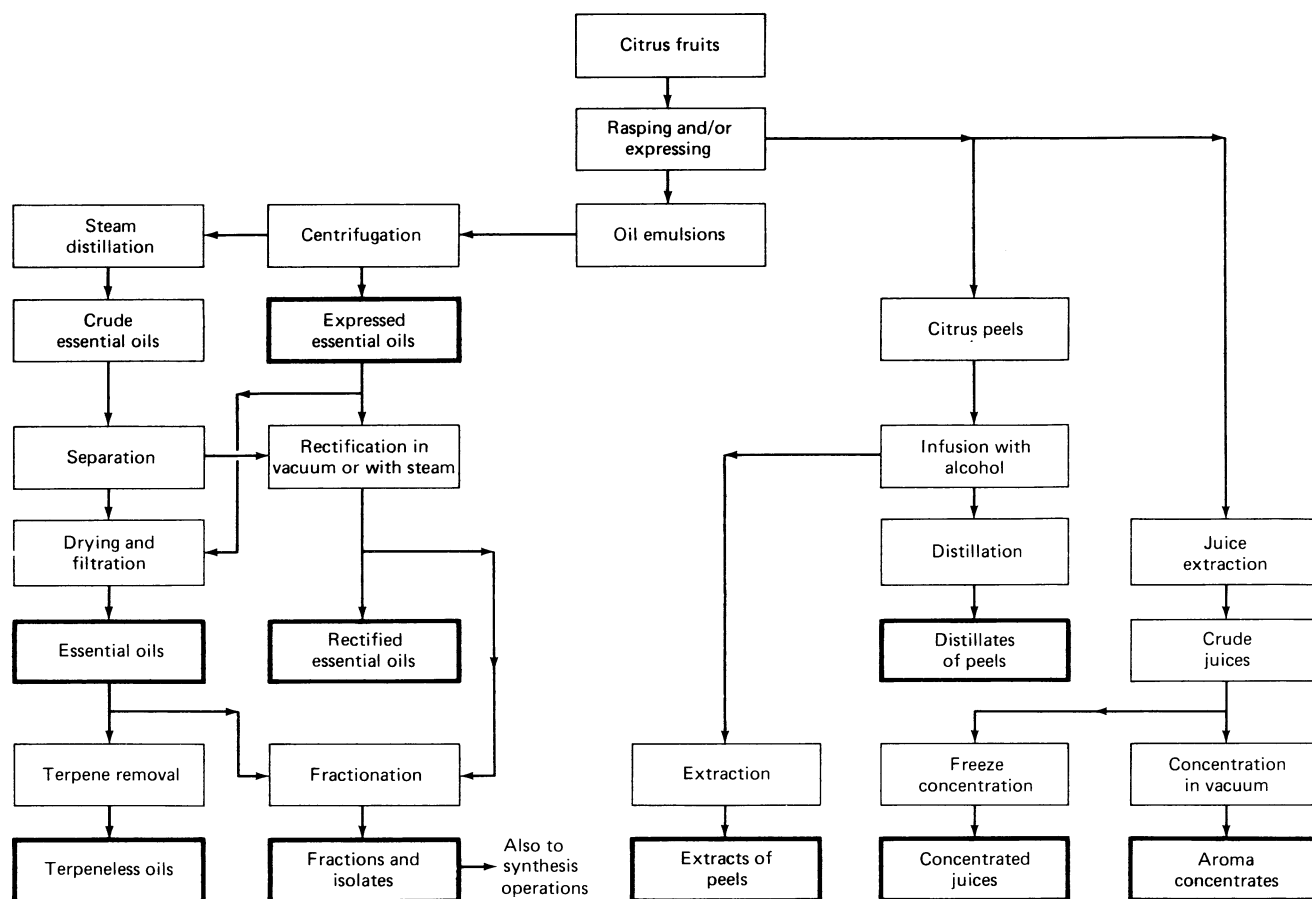 Citrus fruits
Rasping and/or
expressing
Steam
distillation
Centrifugation
Oil emulsions
Crude
essential oils
Expressed
essential oils
Citrus peels
Separation
Rectification in
vacuum or with steam
Infusion with
alcohol
Drying and
filtration
Distillation
Juice
extraction
Essential oils
Rectified
essential oils
Distillates
of peels
Crude
juices
Terpene removal
Fractionation
Extraction
Freeze
concentration
Concentration
in vacuum
Terpeneless oils
Fractions and
isolates
Also to
synthesis
operations
Extracts of
peels
Concentrated
juices
Aroma
concentrates